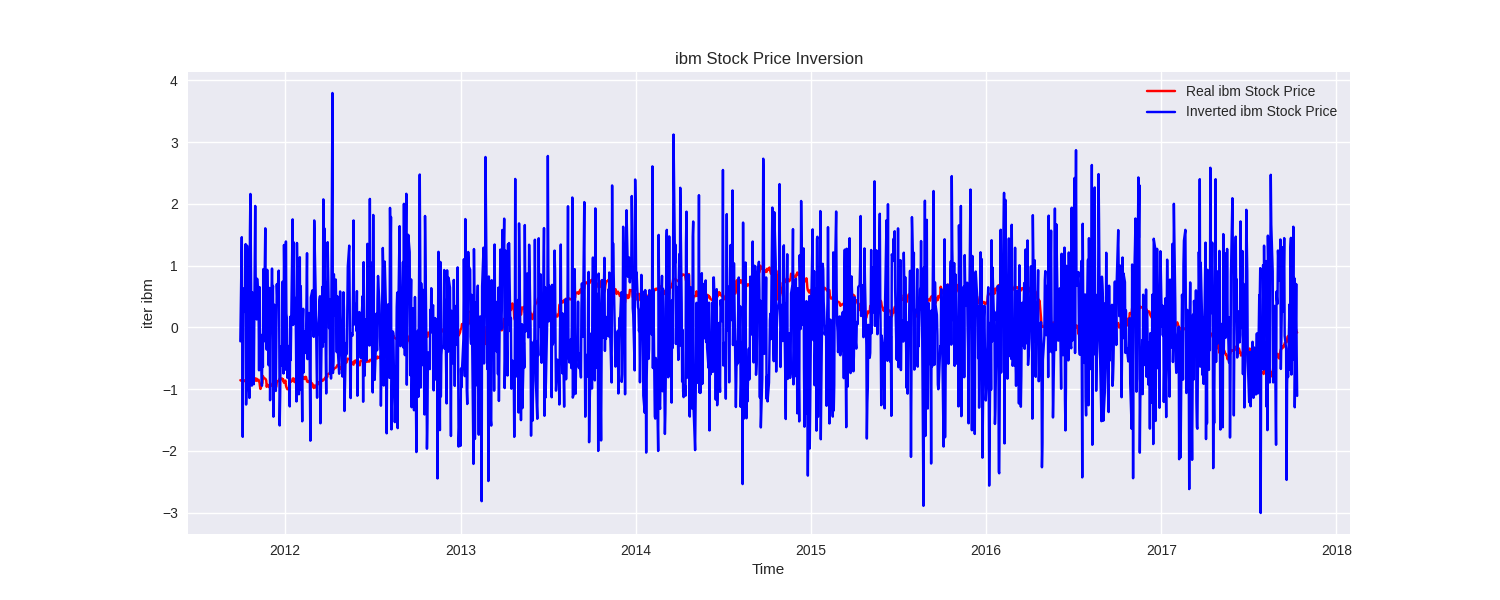 ibm Stock Price Inversion
Real ibm Stock Price
Inverted ibm Stock Price
4
3
2
1
0
−1
−2
−3
iter ibm
2012 2013 2014 2015 2016 2017 2018
Time